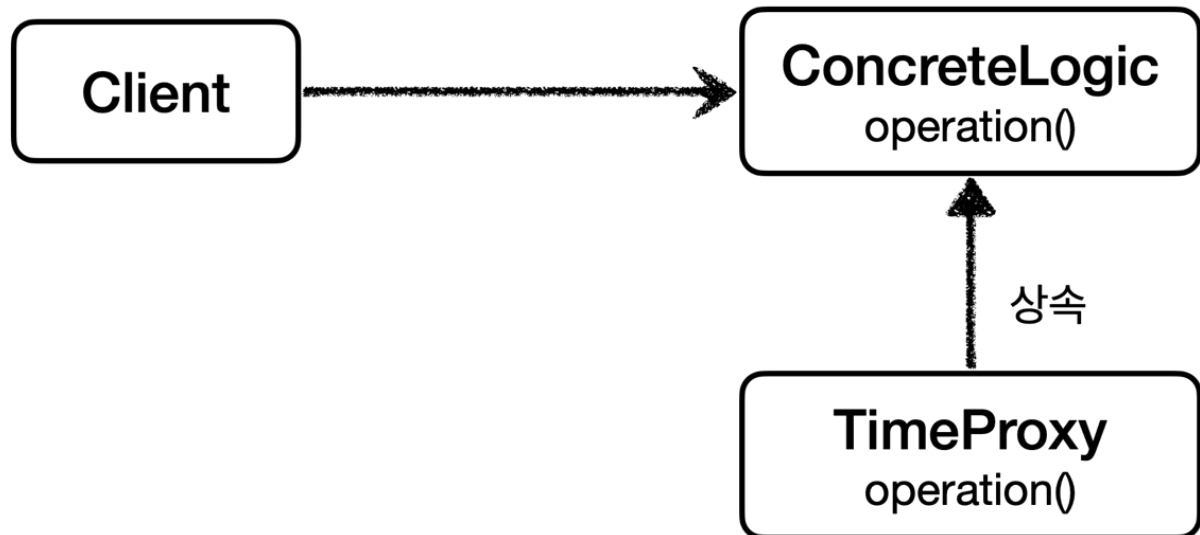 Client
ConcreteLogic
operation()
상속
TimeProxy
operation()